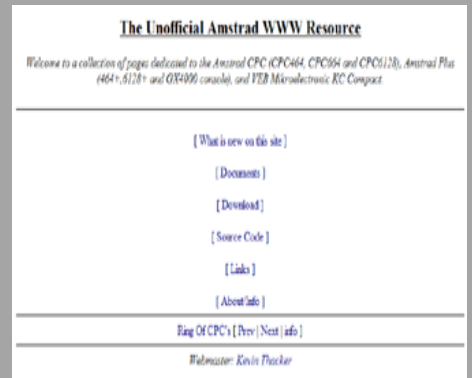 The Unofficial Amstrad WWW Resource
Welcome to a collection of pages dedicated to the Amstrad CPC (CPC464, CPC664 and CPC6128), Amstrad Plus
(464+, 6128+ and GX4000 console), and VEB Microelectronic KC Compact.
[ What is new on this site ]
[ Documents ]
[ Download ]
[ Source Code ]
[ Links ]
[ About/Info ]
Ring Of CPC's [ Prev | Next | info ]
Webmaster: Kevin Thacker